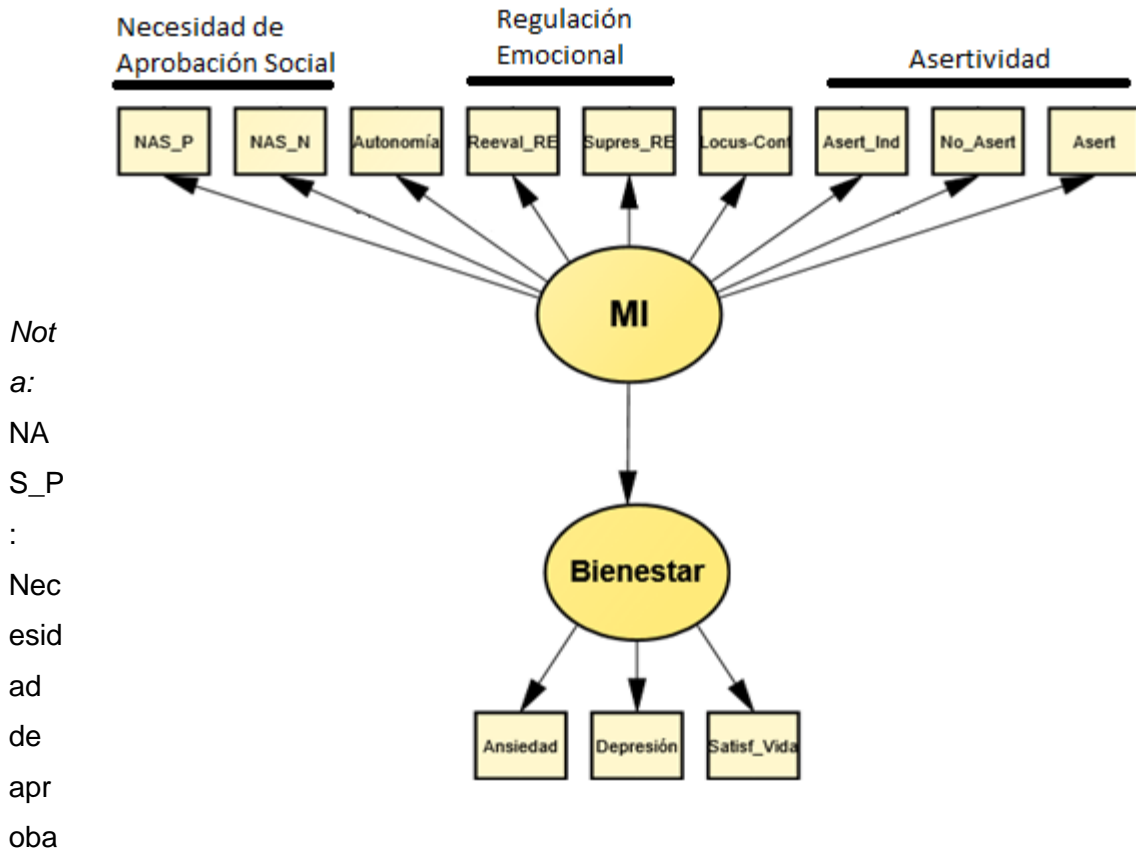 Necesidad de
Aprobación Social
Regulación
Emocional
Asertividad
NAS_P
NAS_N
Autonomía
Reeval_RE
Supres_RE
Locus-Cont
Asert_Ind
No_Asert
Asert
MI
Bienestar
Ansiedad
Depresión
Satisf_Vida
Not
a:
NA
S_P
:
Nec
esid
ad
de
apr
oba